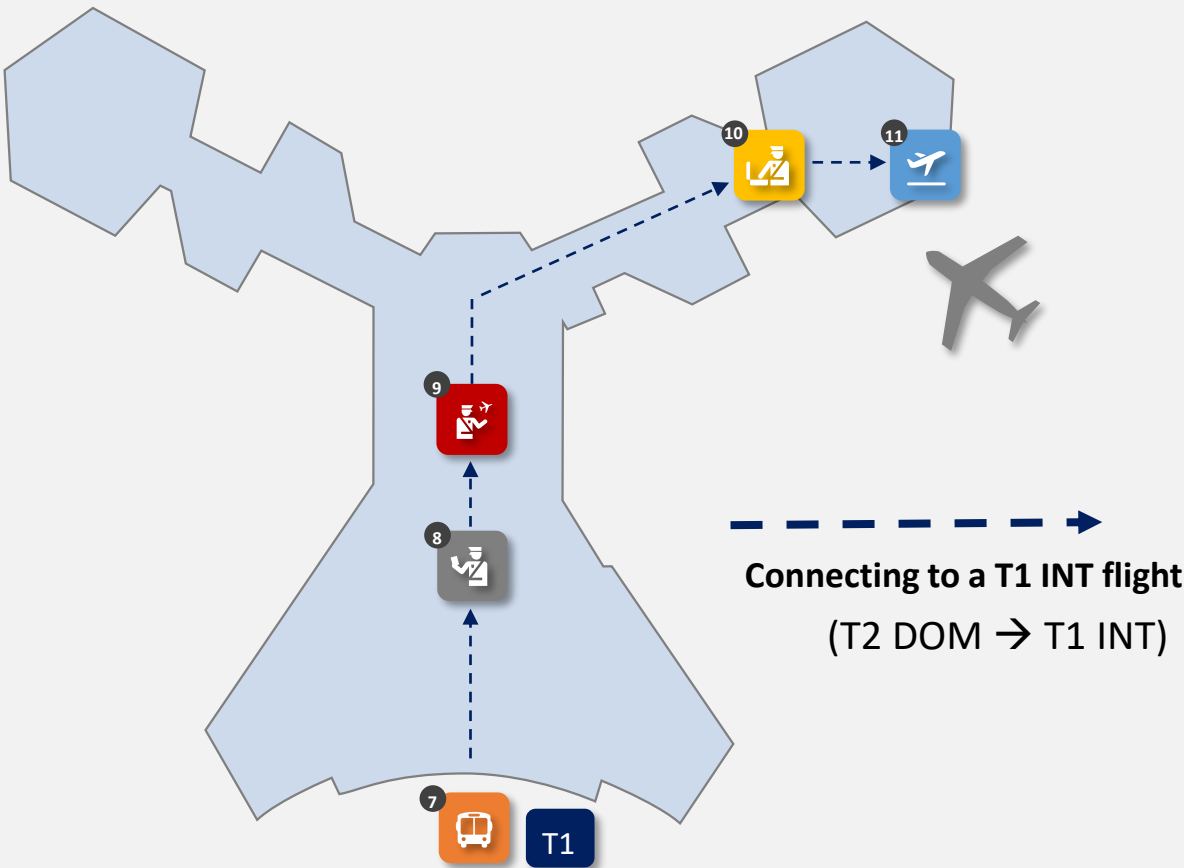 10
11
9
8
Connecting to a T1 INT flight
(T2 DOM → T1 INT)
7
T1